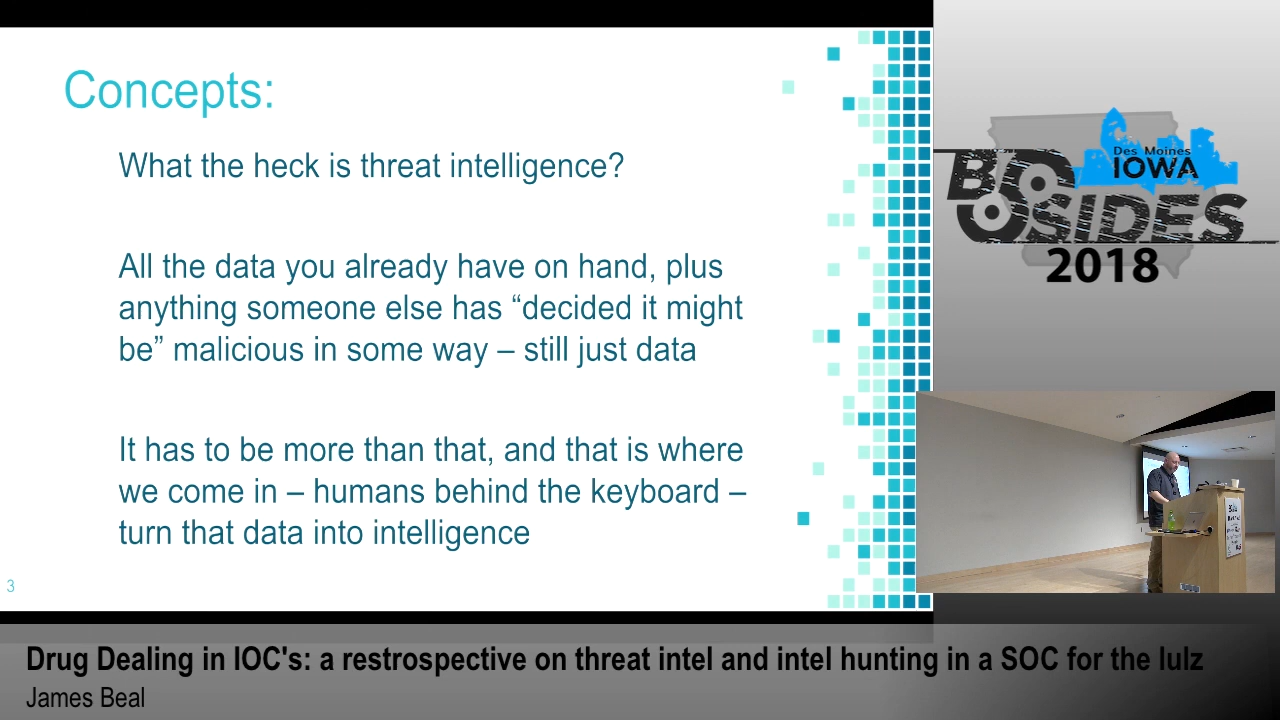 Concepts:
What the heck is threat intelligence?
All the data you already have on hand, plus
anything someone else has “decided it might
be” malicious in some way – still just data
It has to be more than that, and that is where
we come in – humans behind the keyboard –
turn that data into intelligence
3
Des Moines
IOWA
BSIDES
2018
Drug Dealing in IOC's: a restrospective on threat intel and intel hunting in a SOC for the lulz
James Beal